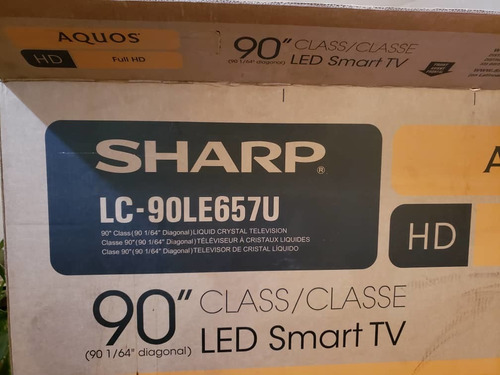 AQUOS
HD Full HD
90" CLASS/CLASSE
(90 1/64" diagonal) LED Smart TV
SHARP®
LC-90LE657U
90" Class(90 1/64" Diagonal)LIQUID CRYSTAL TELEVISION
Classe 90"(90 1/64" Diagonal)TÉLÉVISEUR À CRISTAUX LIQUIDES
Clase 90"(90 1/64" Diagonal)TELEVISOR DE CRISTAL LÍQUIDO
HD
A
90" CLASS/CLASSE
(90 1/64" diagonal) LED Smart TV